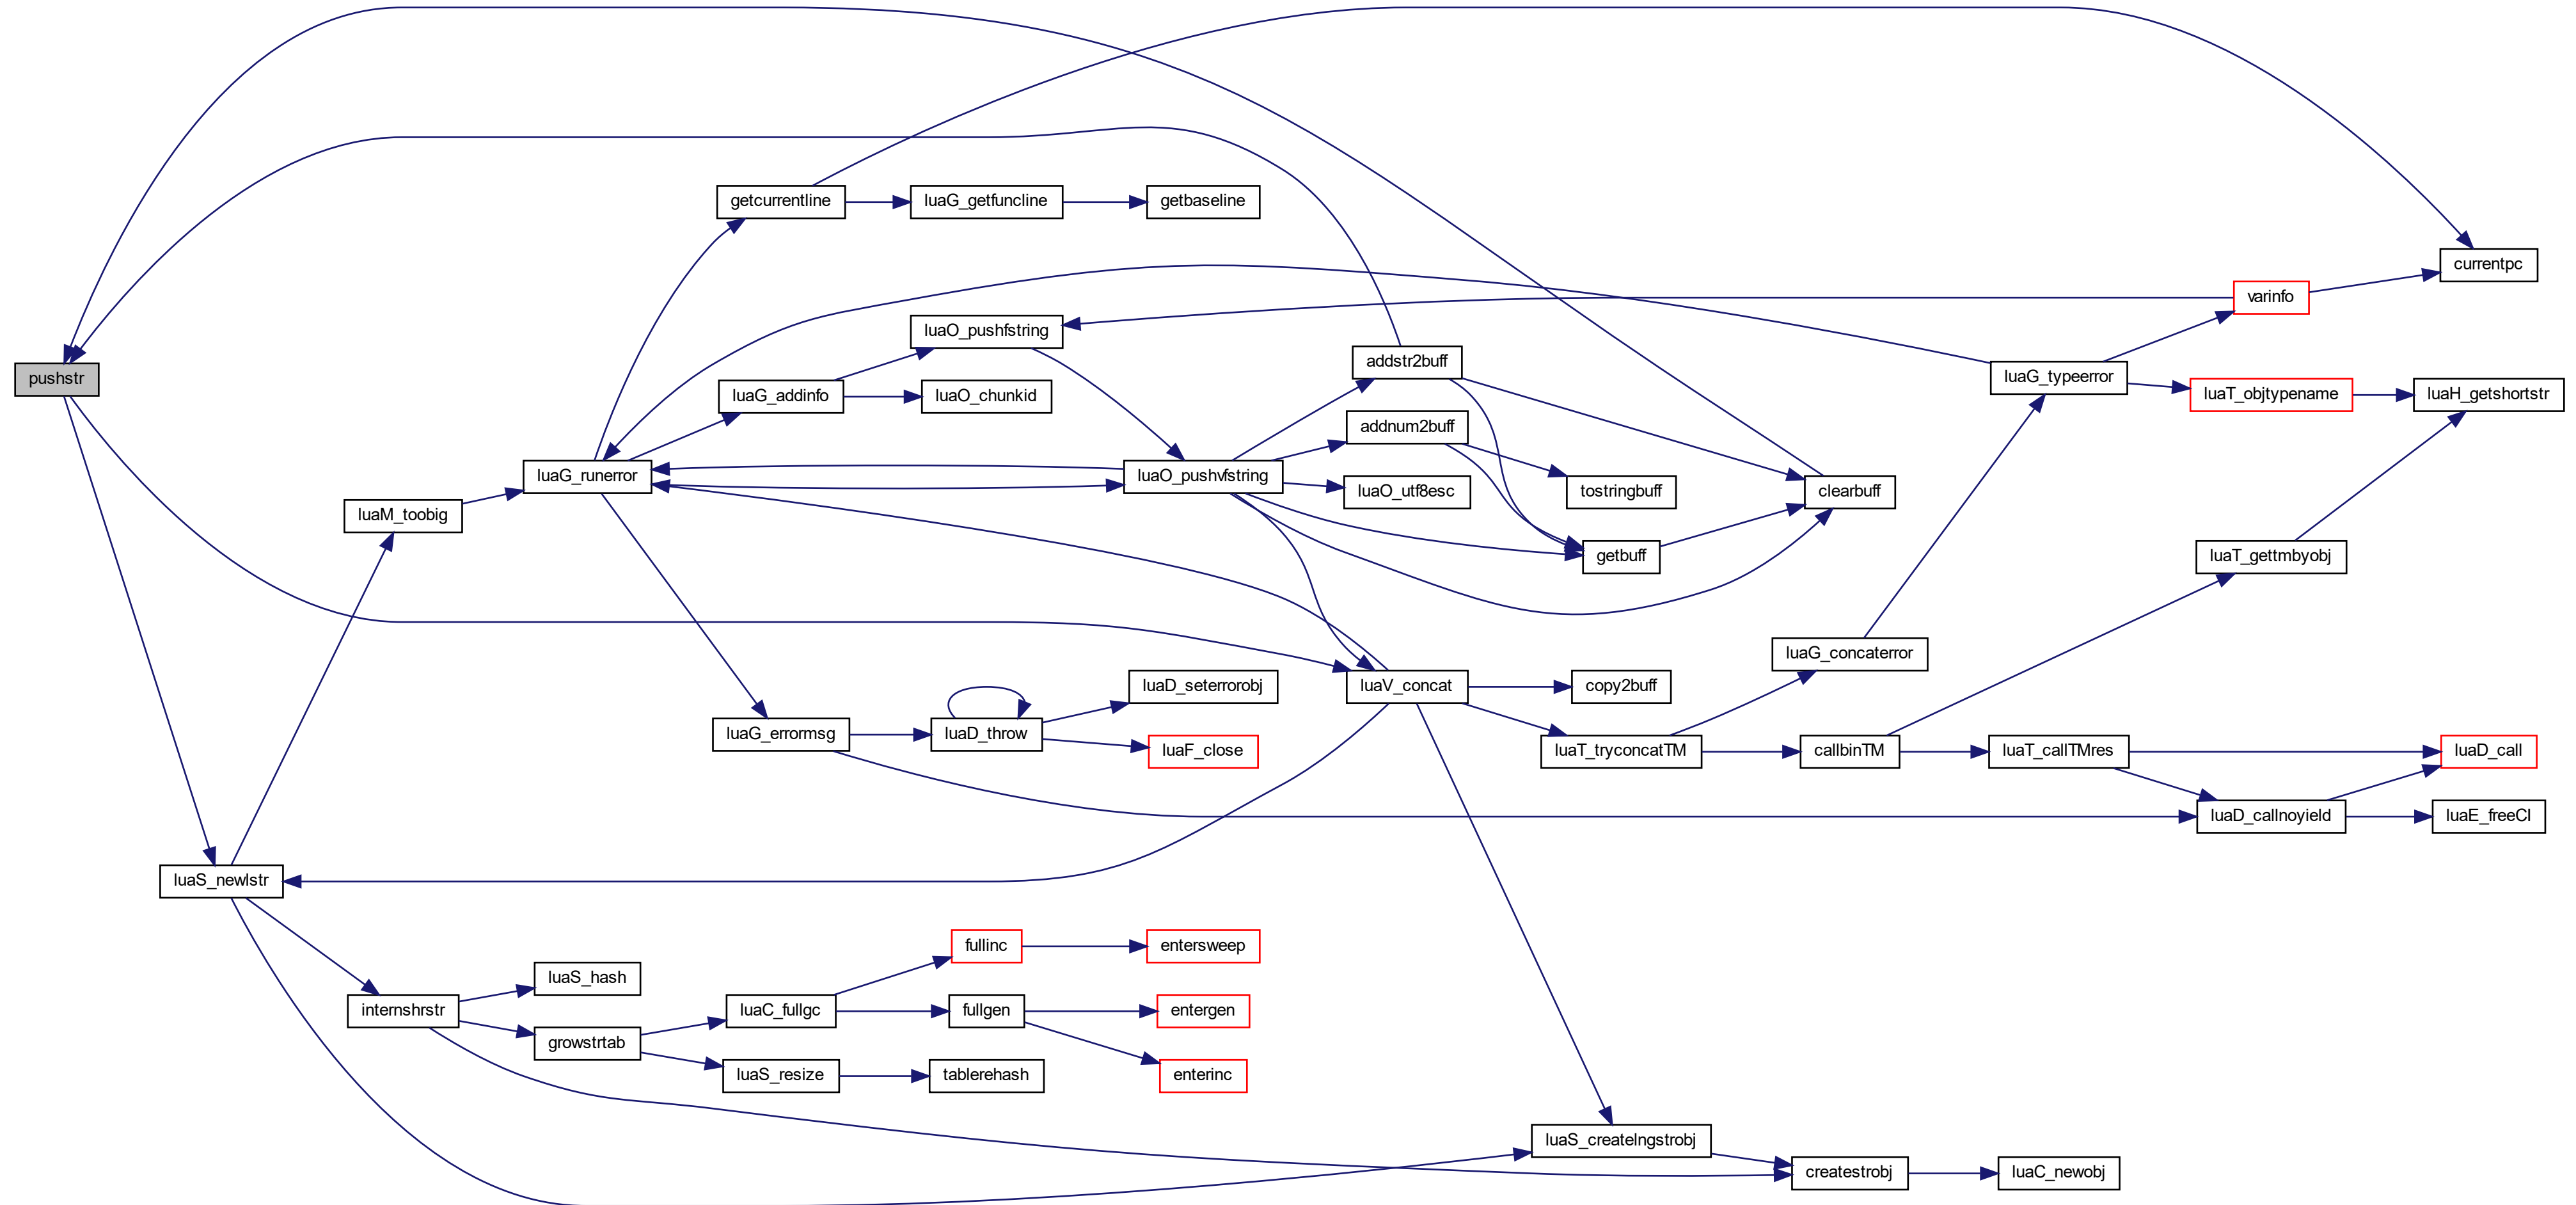 pushstr
luaS_newlstr
luaM_toobig
internshrstr
luaG_runerror
luaS_hash
growstrtab
getcurrentline
luaG_addinfo
luaG_errormsg
luaC_fullgc
luaS_resize
luaG_getfuncline
luaO_pushfstring
luaO_chunkid
luaD_throw
fullinc
fullgen
tablerehash
getbaseline
luaO_pushvfstring
luaD_seterrorobj
luaF_close
entersweep
entergen
enterinc
addstr2buff
addnum2buff
luaO_utf8esc
luaV_concat
tostringbuff
getbuff
copy2buff
luaT_tryconcatTM
luaS_createlngstrobj
clearbuff
luaG_concaterror
callbinTM
createstrobj
luaG_typeerror
luaT_callTMres
luaC_newobj
varinfo
luaT_objtypename
luaT_gettmbyobj
luaD_callnoyield
currentpc
luaH_getshortstr
luaD_call
luaE_freeCI